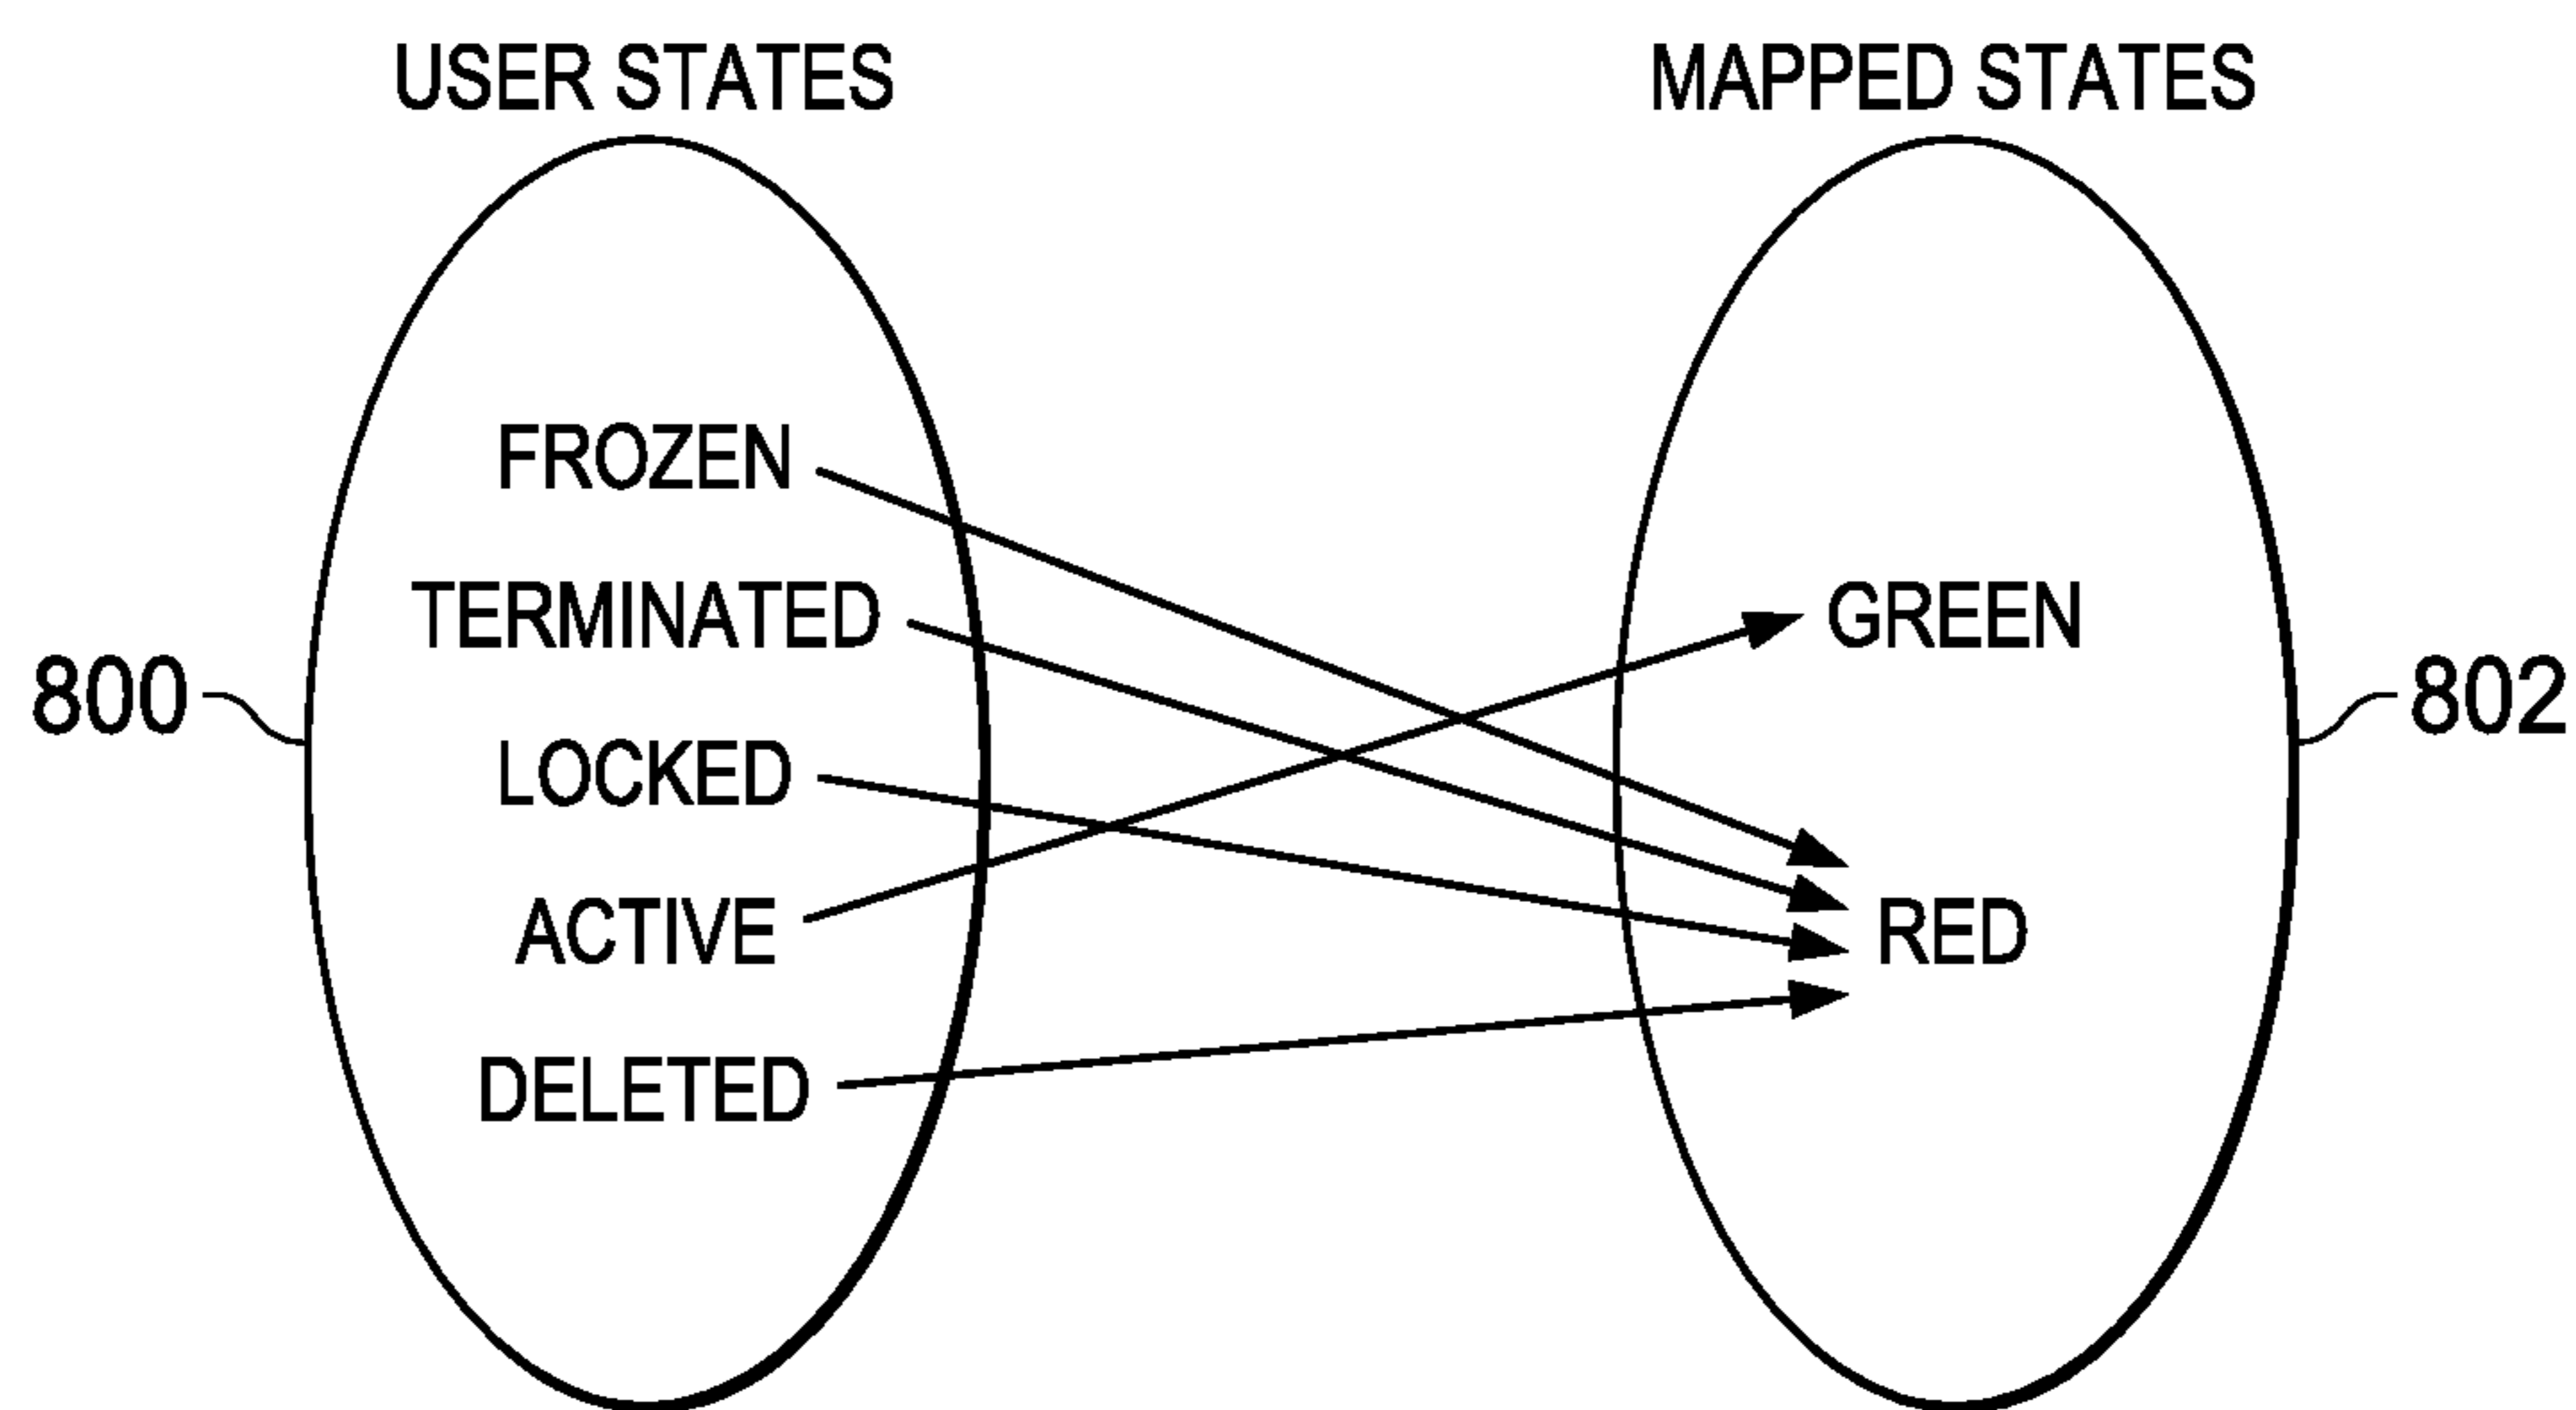 USER STATES
MAPPED STATES
FROZEN
TERMINATED
LOCKED
ACTIVE
DELETED
800
GREEN
RED
802